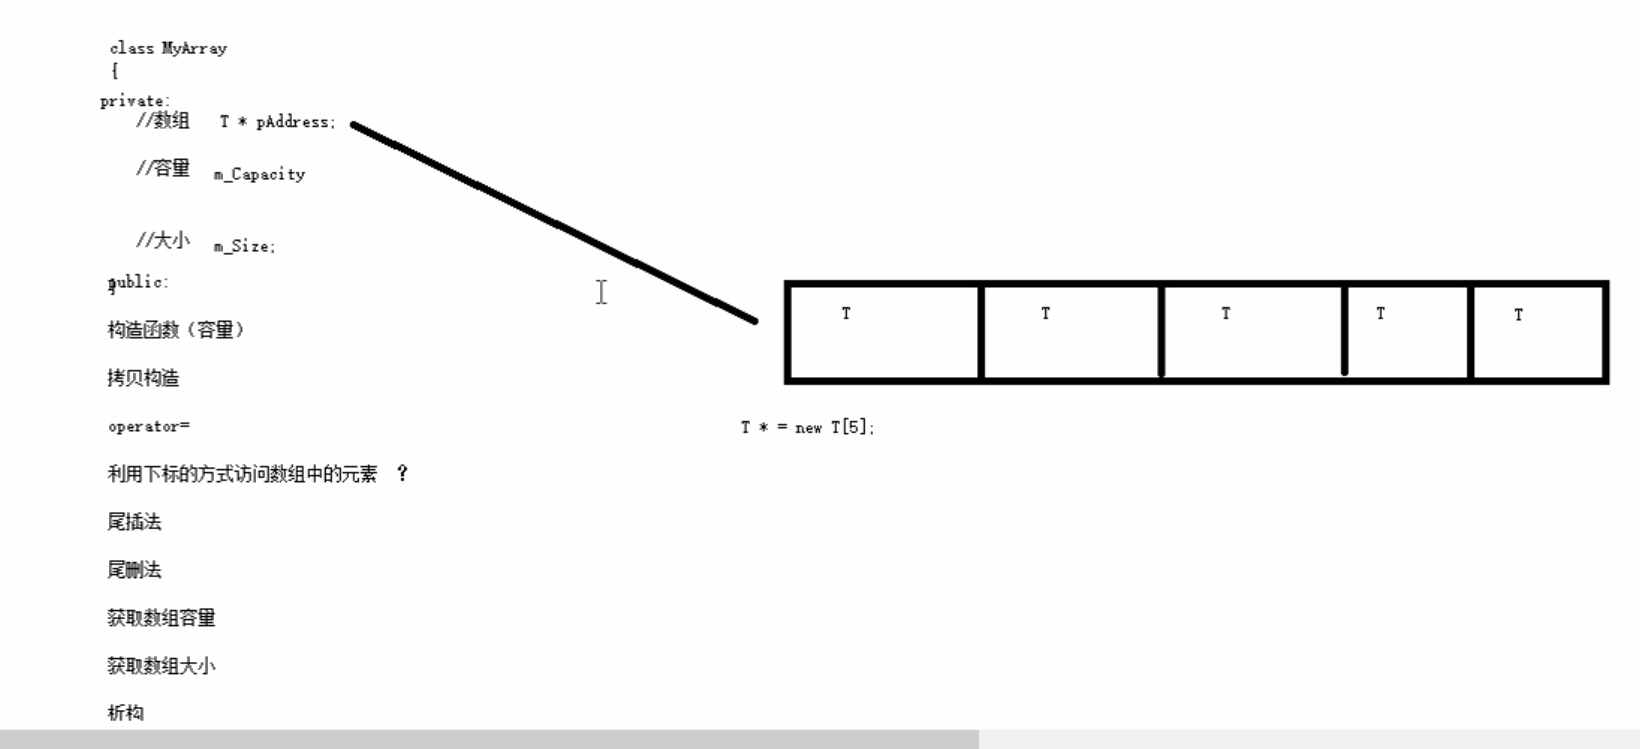 class MyArray
{
private:
//数组 T * pAddress;
//容量 m_Capacity
//大小 m_Size;
public:
T T T T T
构造函数（容量）
拷贝构造
operator=
T * = new T[5];
利用下标的方式访问数组中的元素 ？
尾插法
尾删法
获取数组容量
获取数组大小
析构